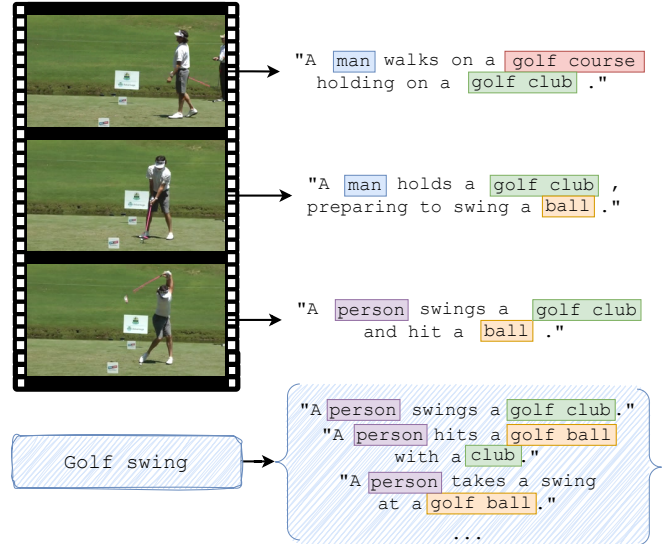 "A man walks on a golf course
holding on a golf club ."
"A man holds a golf club ,
preparing to swing a ball ."
"A person swings a golf club
and hit a ball ."
Golf swing
"A person swings a golf club."
"A person hits a golf ball
with a club."
"A person takes a swing
at a golf ball."
...